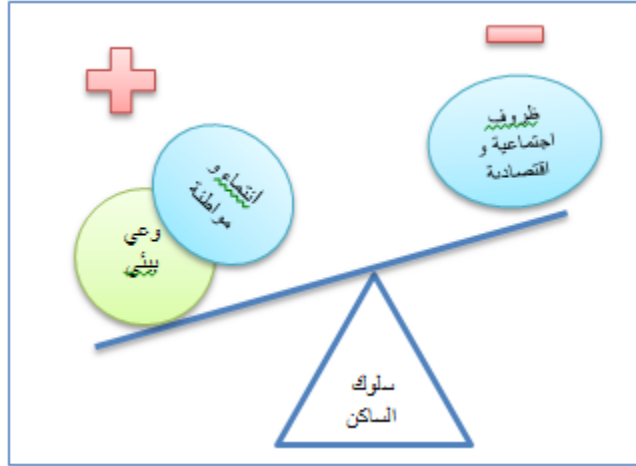 ظروف
اجتماعية و
اقتصادية
انتماء و
مواطنة
وعي
بيئي
سلوك
الساكن